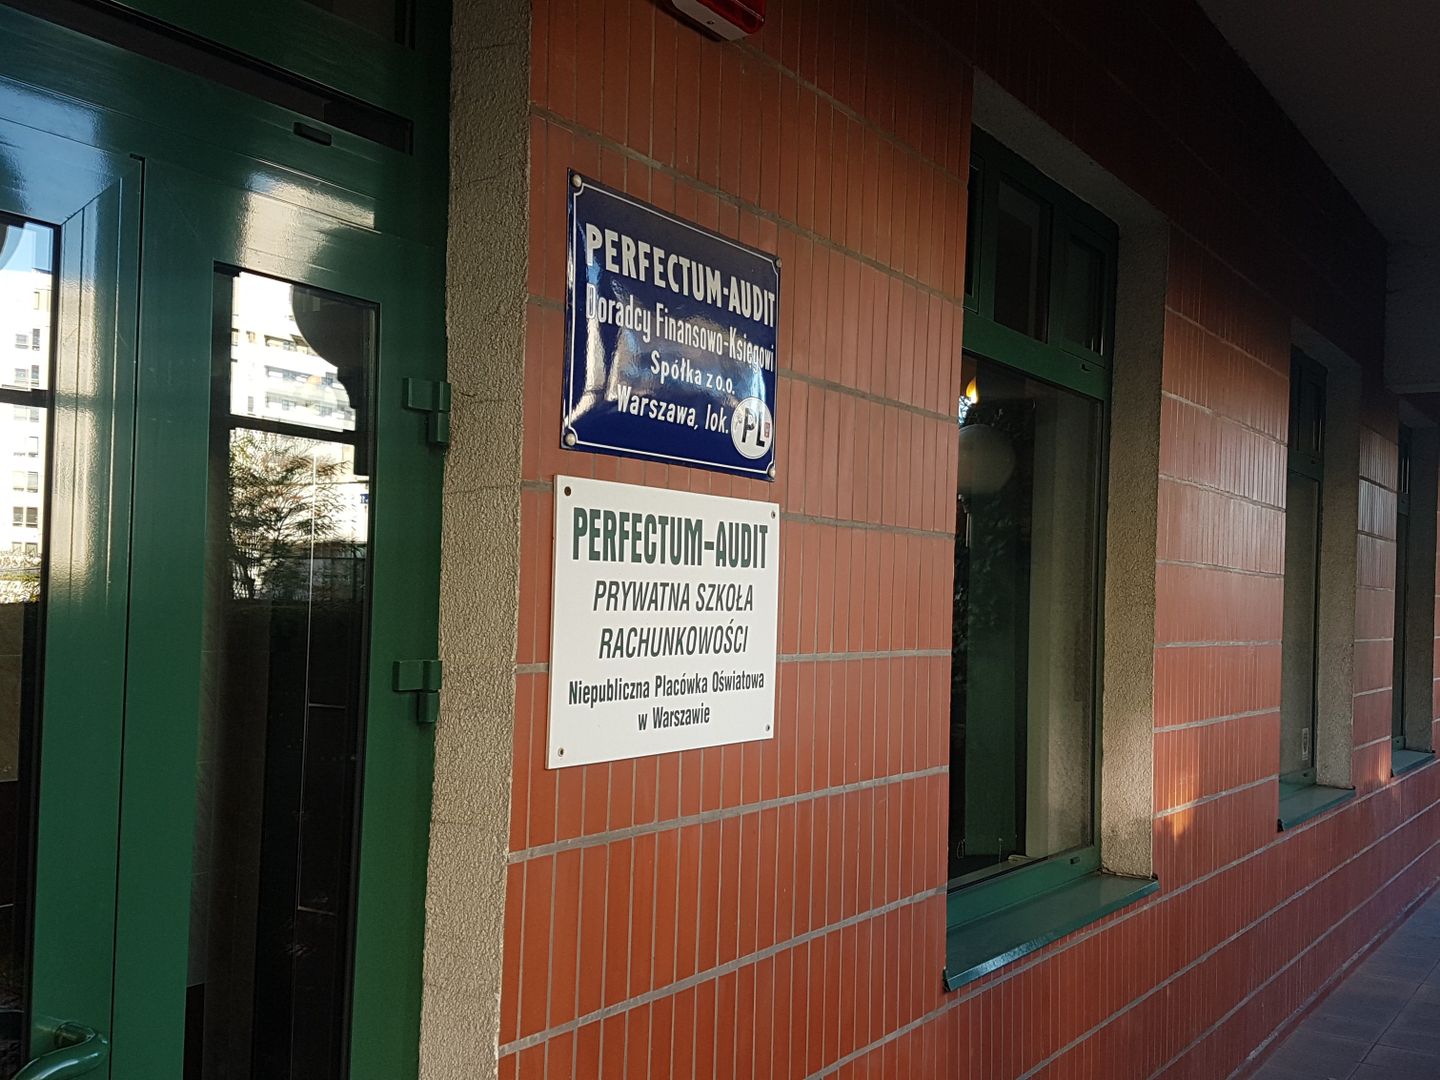 PERFECTUM-AUDIT
Doradcy Finansowo-Księgowi
Spółka z o.o.
Warszawa, lok.
PL
PERFECTUM-AUDIT
PRYWATNA SZKOŁA
RACHUNKOWOŚCI
Niepubliczna Placówka Oświatowa
w Warszawie